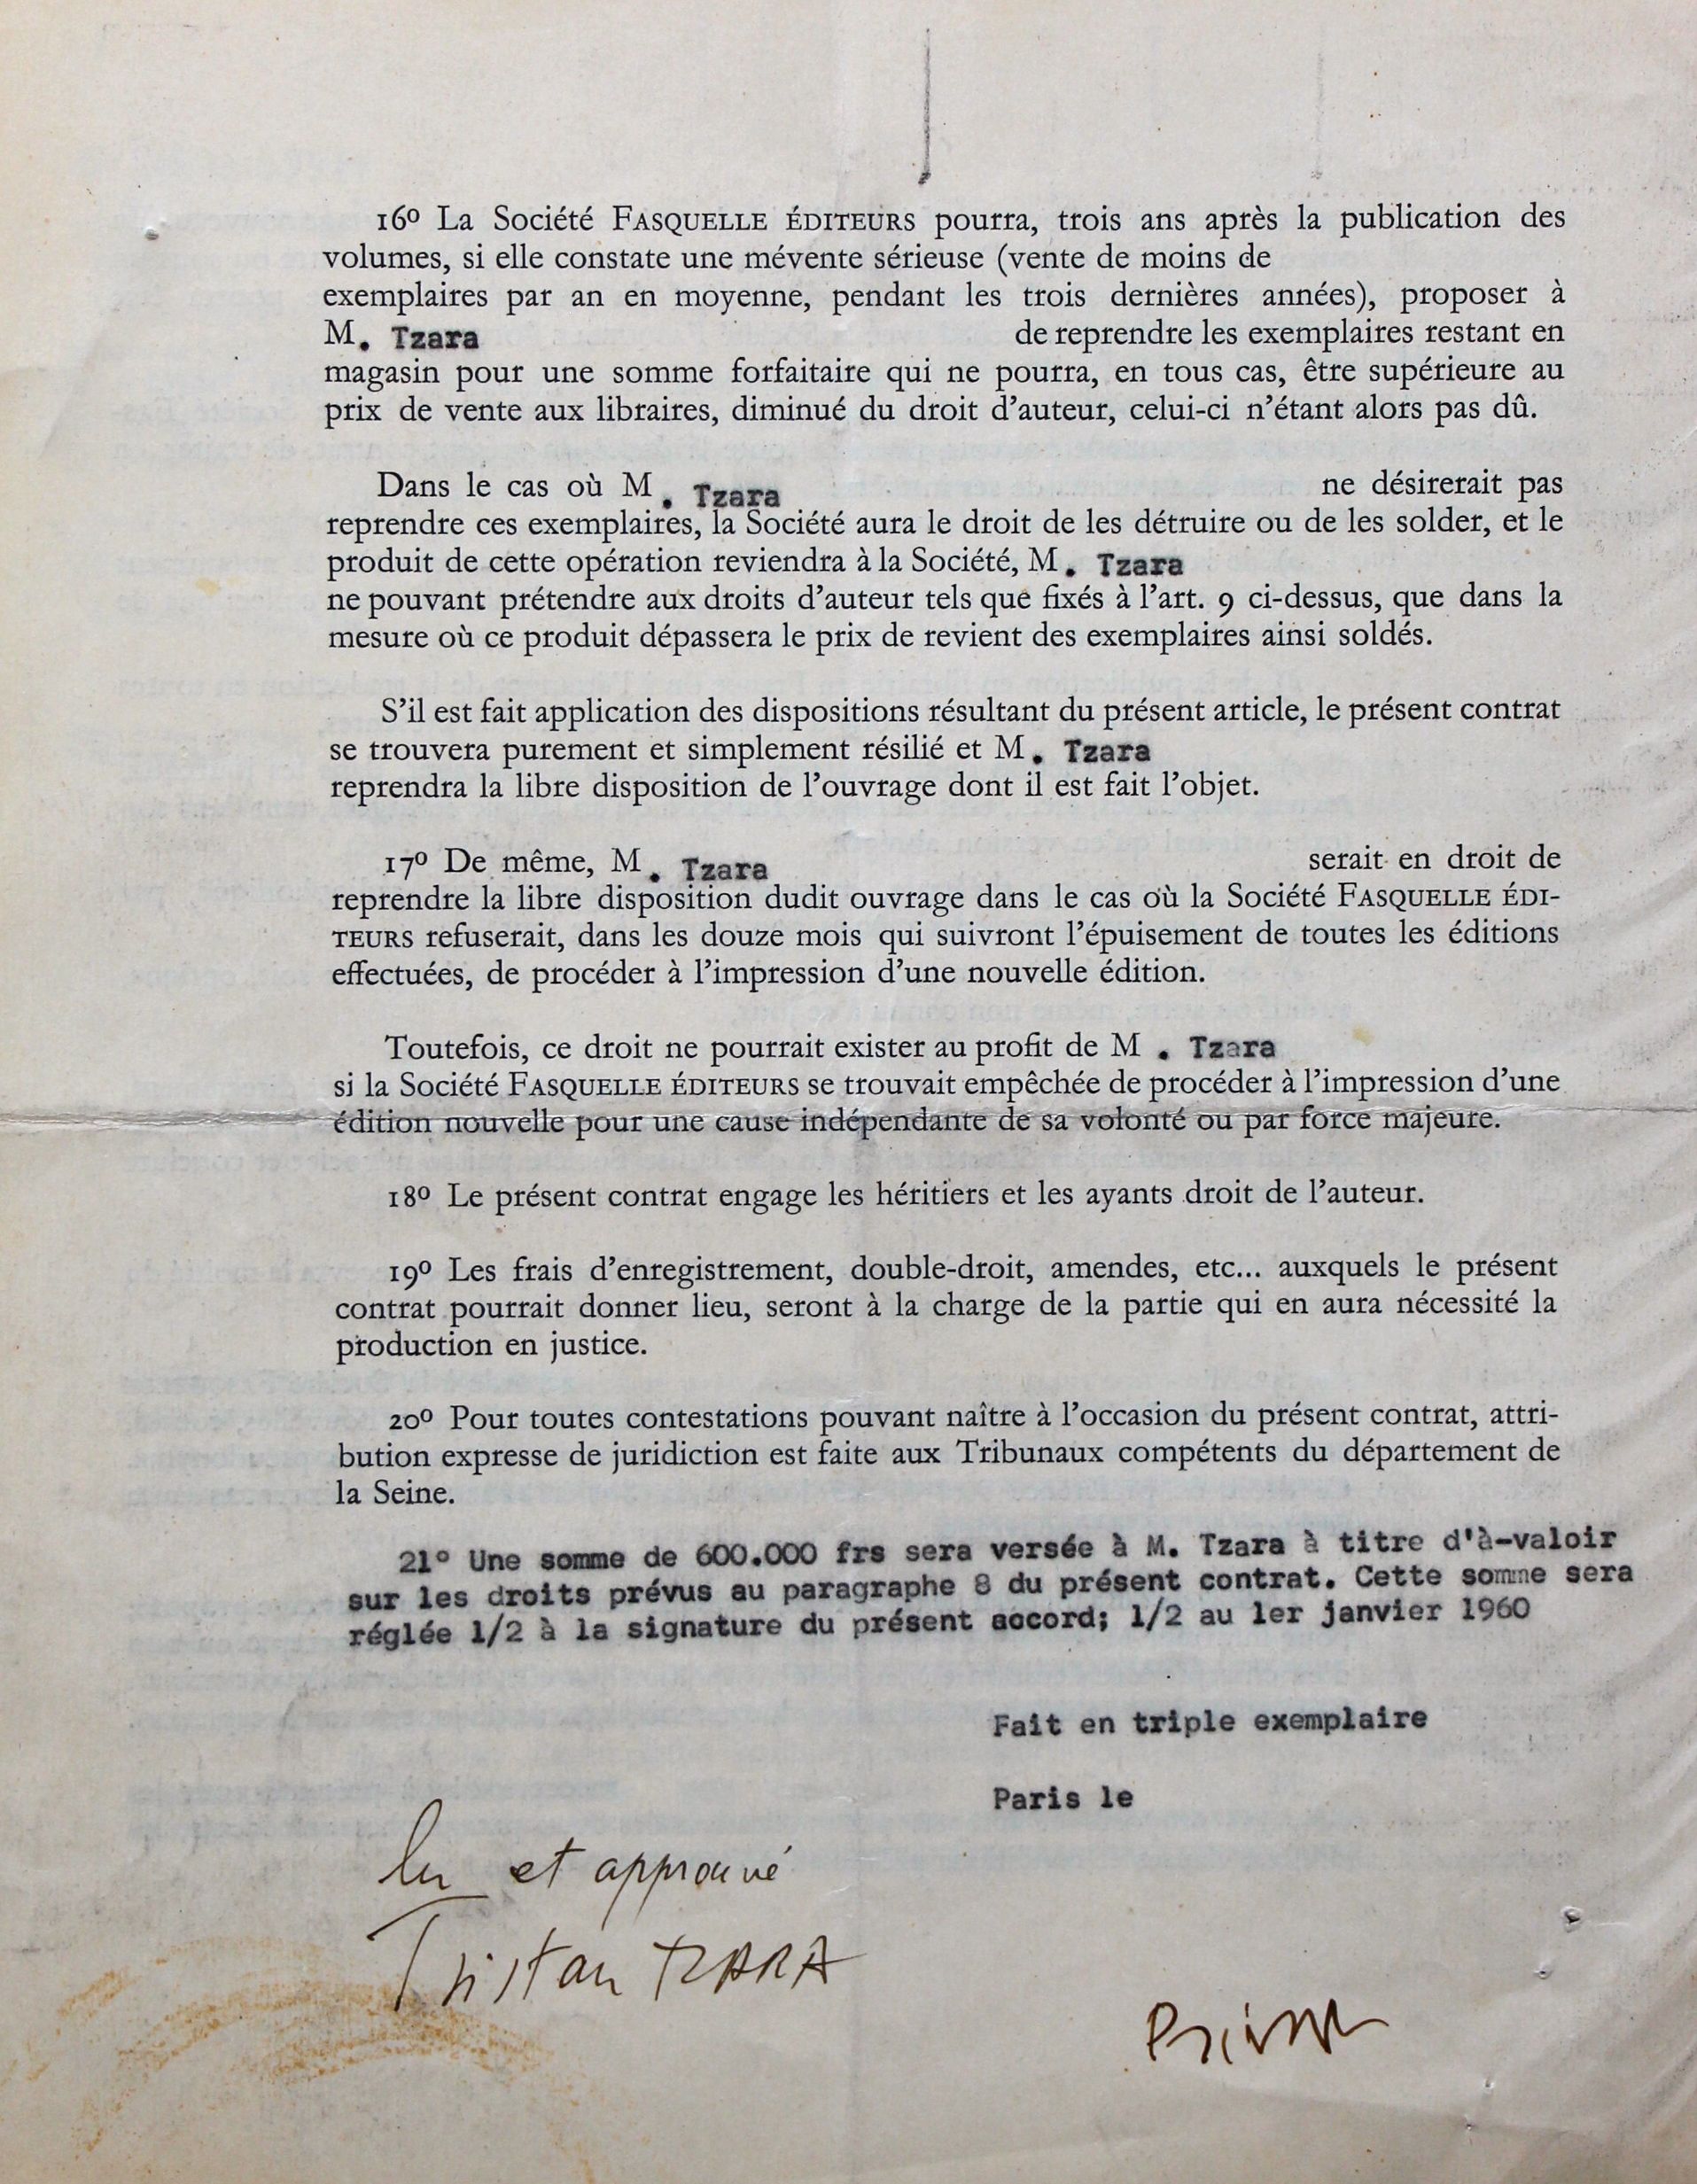 16º La Société FASQUELLE ÉDITEURS pourra, trois ans après la publication des
volumes, si elle constate une mévente sérieuse (vente de moins de
exemplaires par an en moyenne, pendant les trois dernières années), proposer à
M. Tzara de reprendre les exemplaires restant en
magasin pour une somme forfaitaire qui ne pourra, en tous cas, être supérieure au
prix de vente aux libraires, diminué du droit d'auteur, celui-ci n'étant alors pas dû.
Dans le cas où M. Tzara ne désirerait pas
reprendre ces exemplaires, la Société aura le droit de les détruire ou de les solder, et le
produit de cette opération reviendra à la Société, M. Tzara
ne pouvant prétendre aux droits d'auteur tels que fixés à l'art. 9 ci-dessus, que dans la
mesure où ce produit dépassera le prix de revient des exemplaires ainsi soldés.
S'il est fait application des dispositions résultant du présent article, le présent contrat
se trouvera purement et simplement résilié et M. Tzara
reprendra la libre disposition de l'ouvrage dont il est fait l'objet.
17º De même, M. Tzara serait en droit de
reprendre la libre disposition dudit ouvrage dans le cas où la Société FASQUELLE ÉDI-
TEURS refuserait, dans les douze mois qui suivront l'épuisement de toutes les éditions
effectuées, de procéder à l'impression d'une nouvelle édition.
Toutefois, ce droit ne pourrait exister au profit de M . Tzara
si la Société FASQUELLE ÉDITEURS se trouvait empêchée de procéder à l'impression d'une
édition nouvelle pour une cause indépendante de sa volonté ou par force majeure.
18º Le présent contrat engage les héritiers et les ayants droit de l'auteur.
19º Les frais d'enregistrement, double-droit, amendes, etc... auxquels le présent
contrat pourrait donner lieu, seront à la charge de la partie qui en aura nécessité la
production en justice.
20º Pour toutes contestations pouvant naître à l'occasion du présent contrat, attri-
bution expresse de juridiction est faite aux Tribunaux compétents du département de
la Seine.
21º Une somme de 600.000 frs sera versée à M. Tzara à titre d'à-valoir
sur les droits prévus au paragraphe 8 du présent contrat. Cette somme sera
réglée 1/2 à la signature du présent accord; 1/2 au 1er janvier 1960
Fait en triple exemplaire
Paris le
lu et approuvé
Tristan TZARA